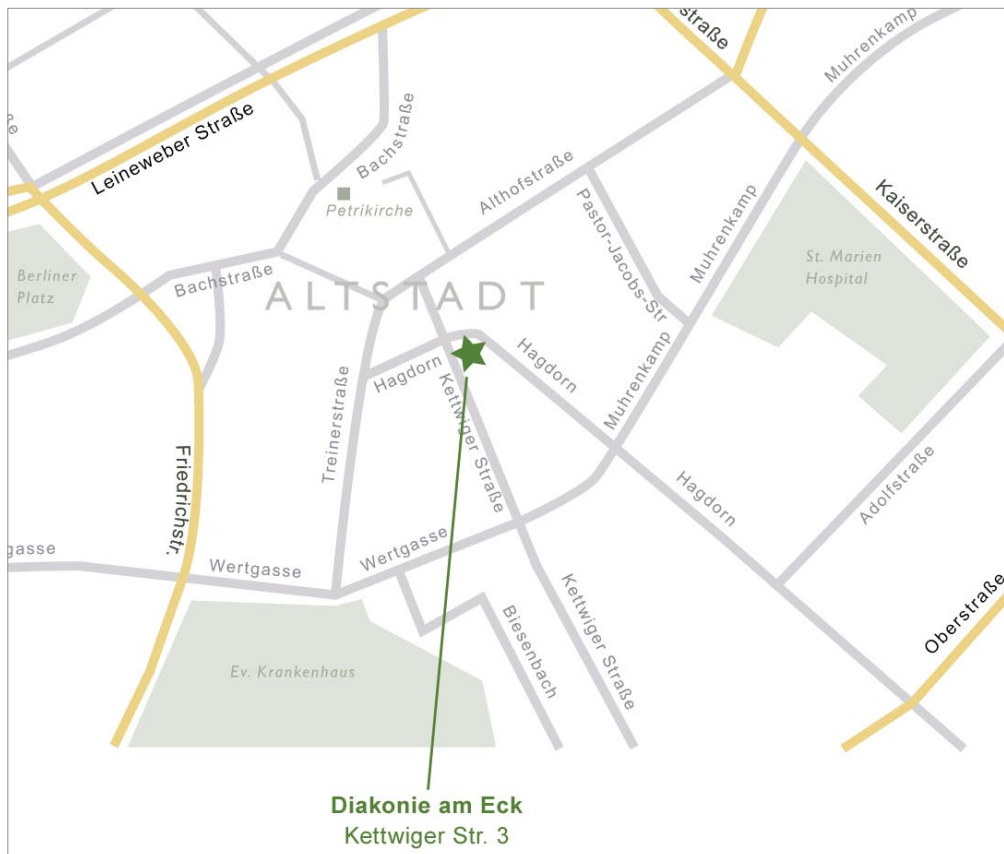 straße
Muhrenkamp
Leineweber Straße
Bachstraße
Althofstraße
Kaiserstraße
Petrikirche
Pastor-Jacobs-Str
Muhrenkamp
St. Marien
Hospital
Berliner
Platz
Bachstraße
ALTSTADT
Hagdorn
Hagdorn
Kettwiger Straße
Muhrenkamp
Treinerstraße
Friedrichstr.
Hagdorn
Adolfstraße
gasse
Wertgasse
Wertgasse
Kettwiger Straße
Biesenbach
Oberstraße
Ev. Krankenhaus
Diakonie am Eck
Kettwiger Str. 3